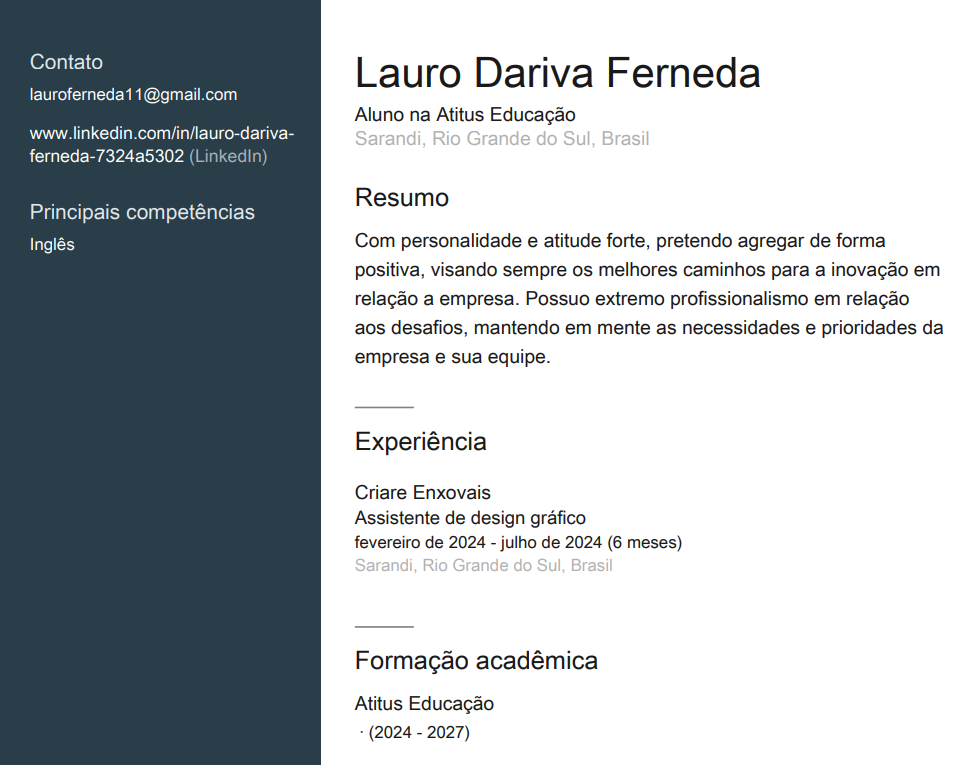 Contato
lauroferneda11@gmail.com
www.linkedin.com/in/lauro-dariva-
ferneda-7324a5302 (LinkedIn)
Principais competências
Inglês
Lauro Dariva Ferneda
Aluno na Atitus Educação
Sarandi, Rio Grande do Sul, Brasil
Resumo
Com personalidade e atitude forte, pretendo agregar de forma
positiva, visando sempre os melhores caminhos para a inovação em
relação a empresa. Possuo extremo profissionalismo em relação
aos desafios, mantendo em mente as necessidades e prioridades da
empresa e sua equipe.
Experiência
Criare Enxovais
Assistente de design gráfico
fevereiro de 2024 - julho de 2024 (6 meses)
Sarandi, Rio Grande do Sul, Brasil
Formação acadêmica
Atitus Educação
· (2024 - 2027)